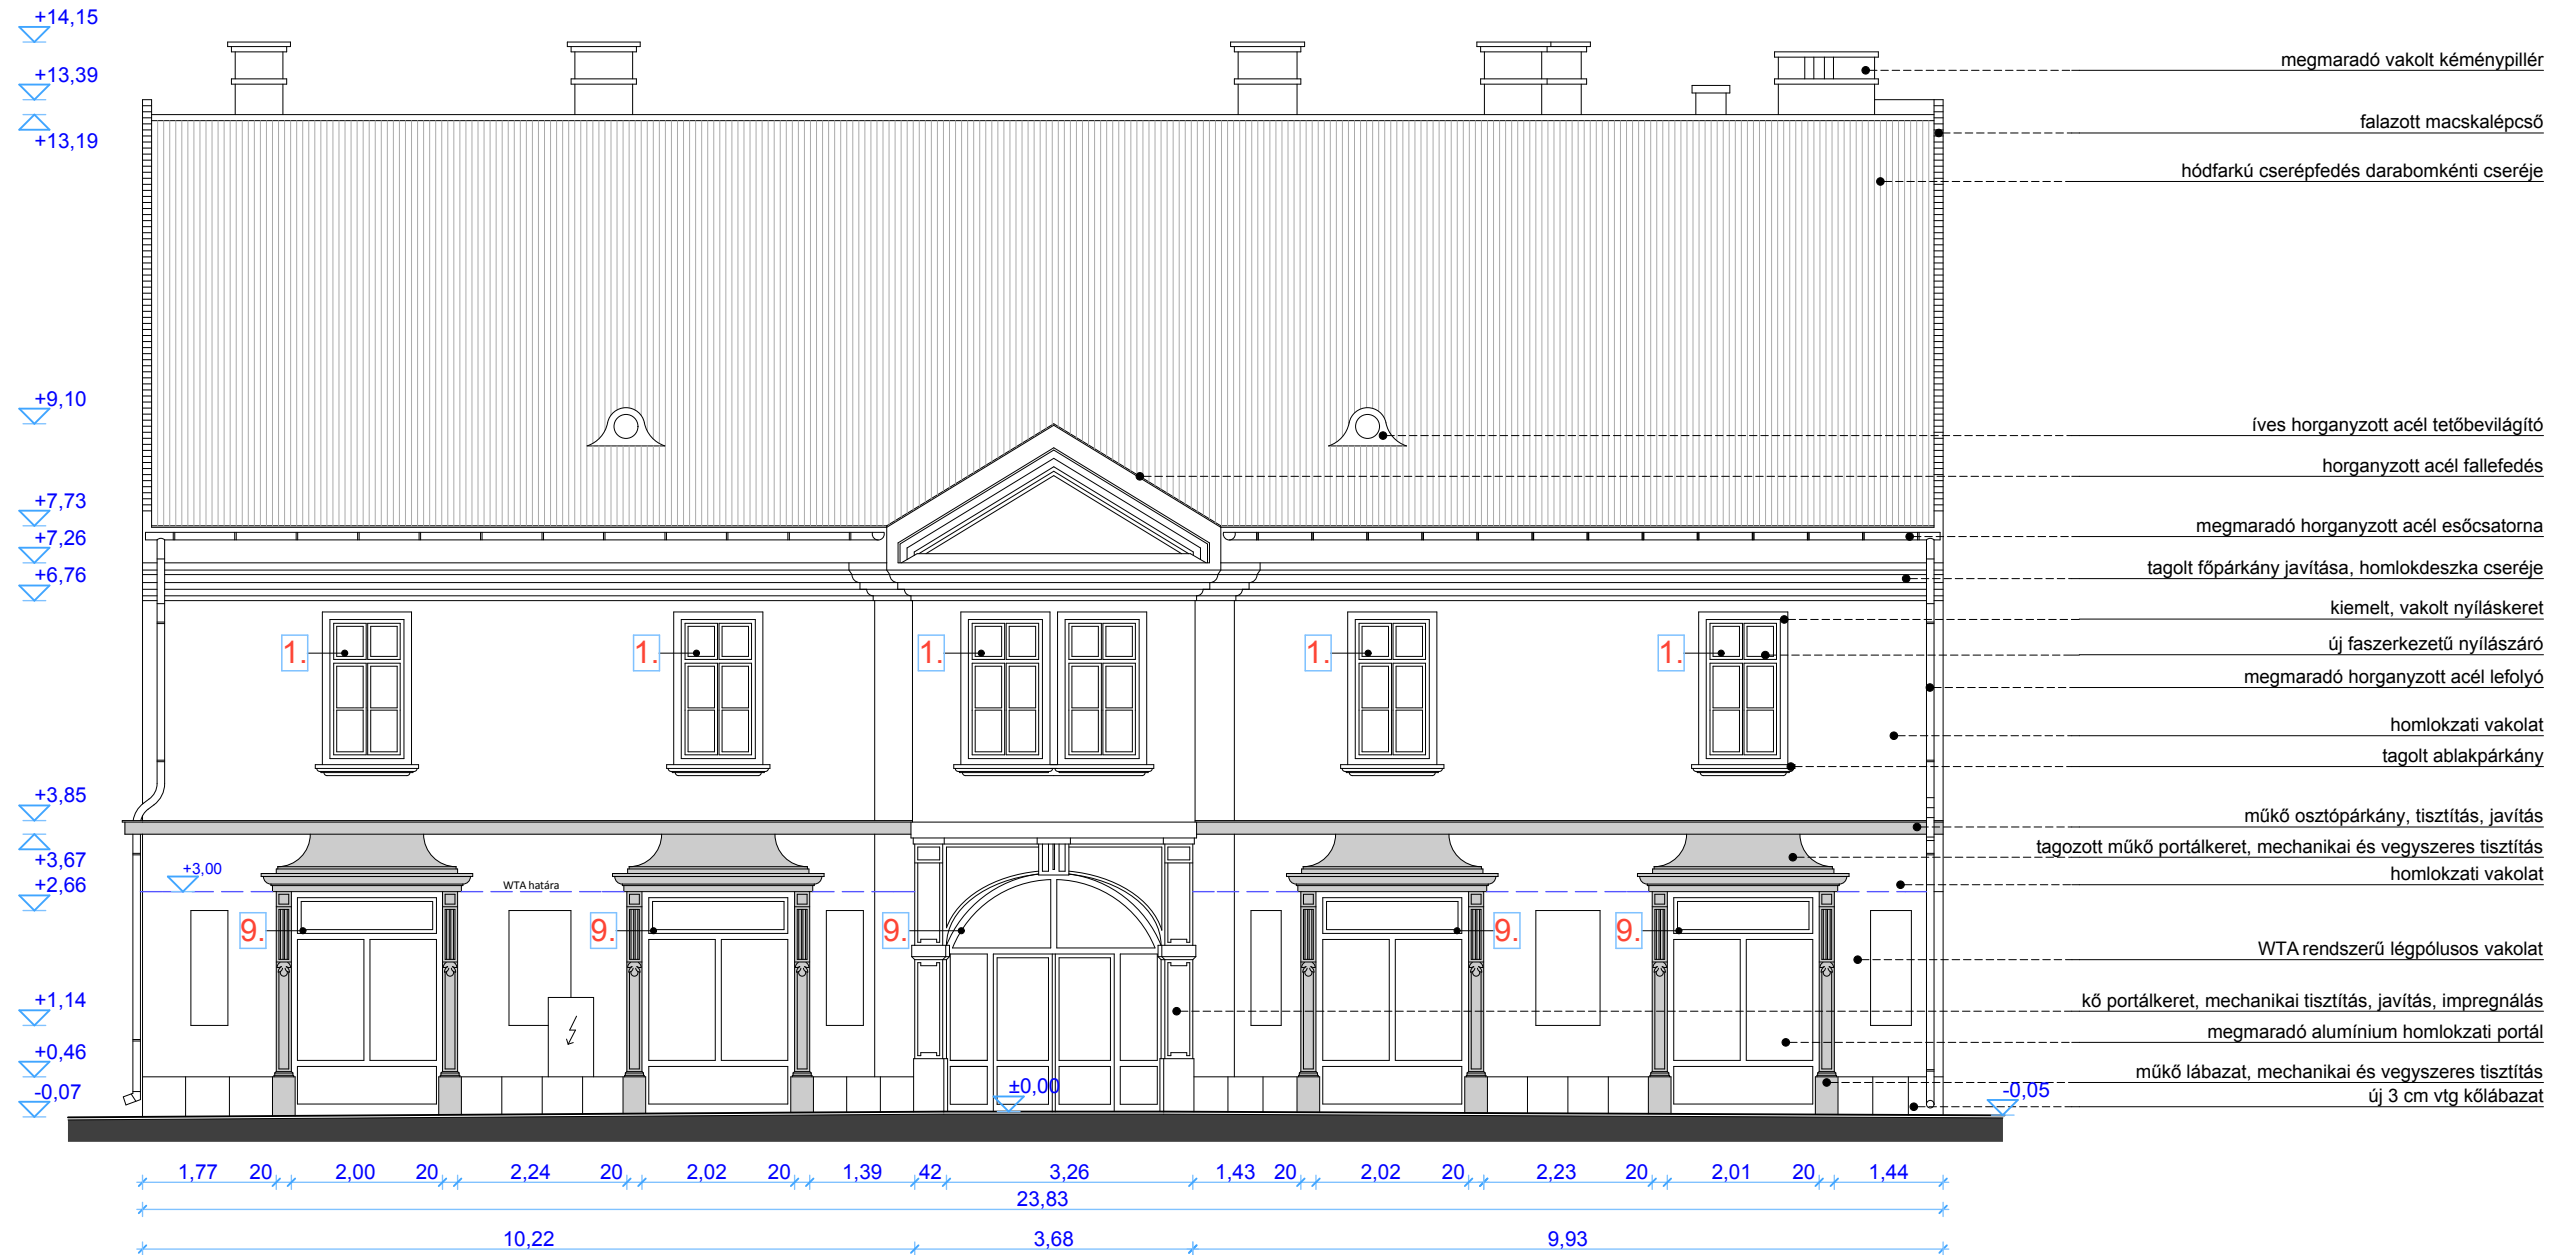 +14,15
+13,39
+13,19
+9,10
+7,73
+7,26
+6,76
+3,85
+3,67
+2,66
+1,14
+0,46
-0,07
+3,00
WTA határa
±0,00
-0,05
1.
1.
1.
1.
1.
9.
9.
9.
9.
9.
megmaradó vakolt kéménypillér
falazott macskalépcső
hódfarkú cserépfedés darabomkénti cseréje
íves horganyzott acél tetőbevilágító
horganyzott acél fallefedés
megmaradó horganyzott acél esőcsatorna
tagolt főpárkány javítása, homlokdeszka cseréje
kiemelt, vakolt nyíláskeret
új faszerkezetű nyílászáró
megmaradó horganyzott acél lefolyó
homlokzati vakolat
tagolt ablakpárkány
műkő osztópárkány, tisztítás, javítás
tagozott műkő portálkeret, mechanikai és vegyszeres tisztítás
homlokzati vakolat
WTA rendszerű légpólusos vakolat
kő portálkeret, mechanikai tisztítás, javítás, impregnálás
megmaradó alumínium homlokzati portál
műkő lábazat, mechanikai és vegyszeres tisztítás
új 3 cm vtg kőlábazat
1,77 20 2,00 20 2,24 20 2,02 20 1,39 42 3,26 1,43 20 2,02 20 2,23 20 2,01 20 1,44
23,83
10,22 3,68 9,93